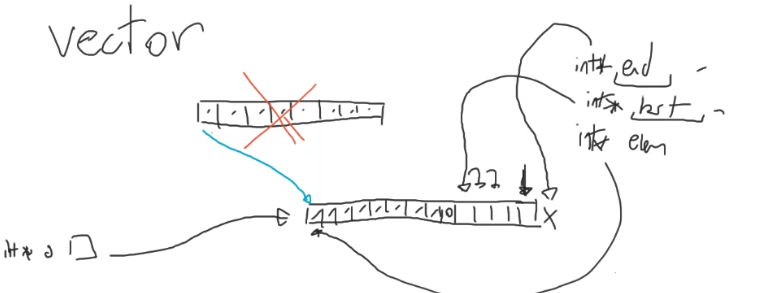 vector
int* end
int* last
int* elem
int*